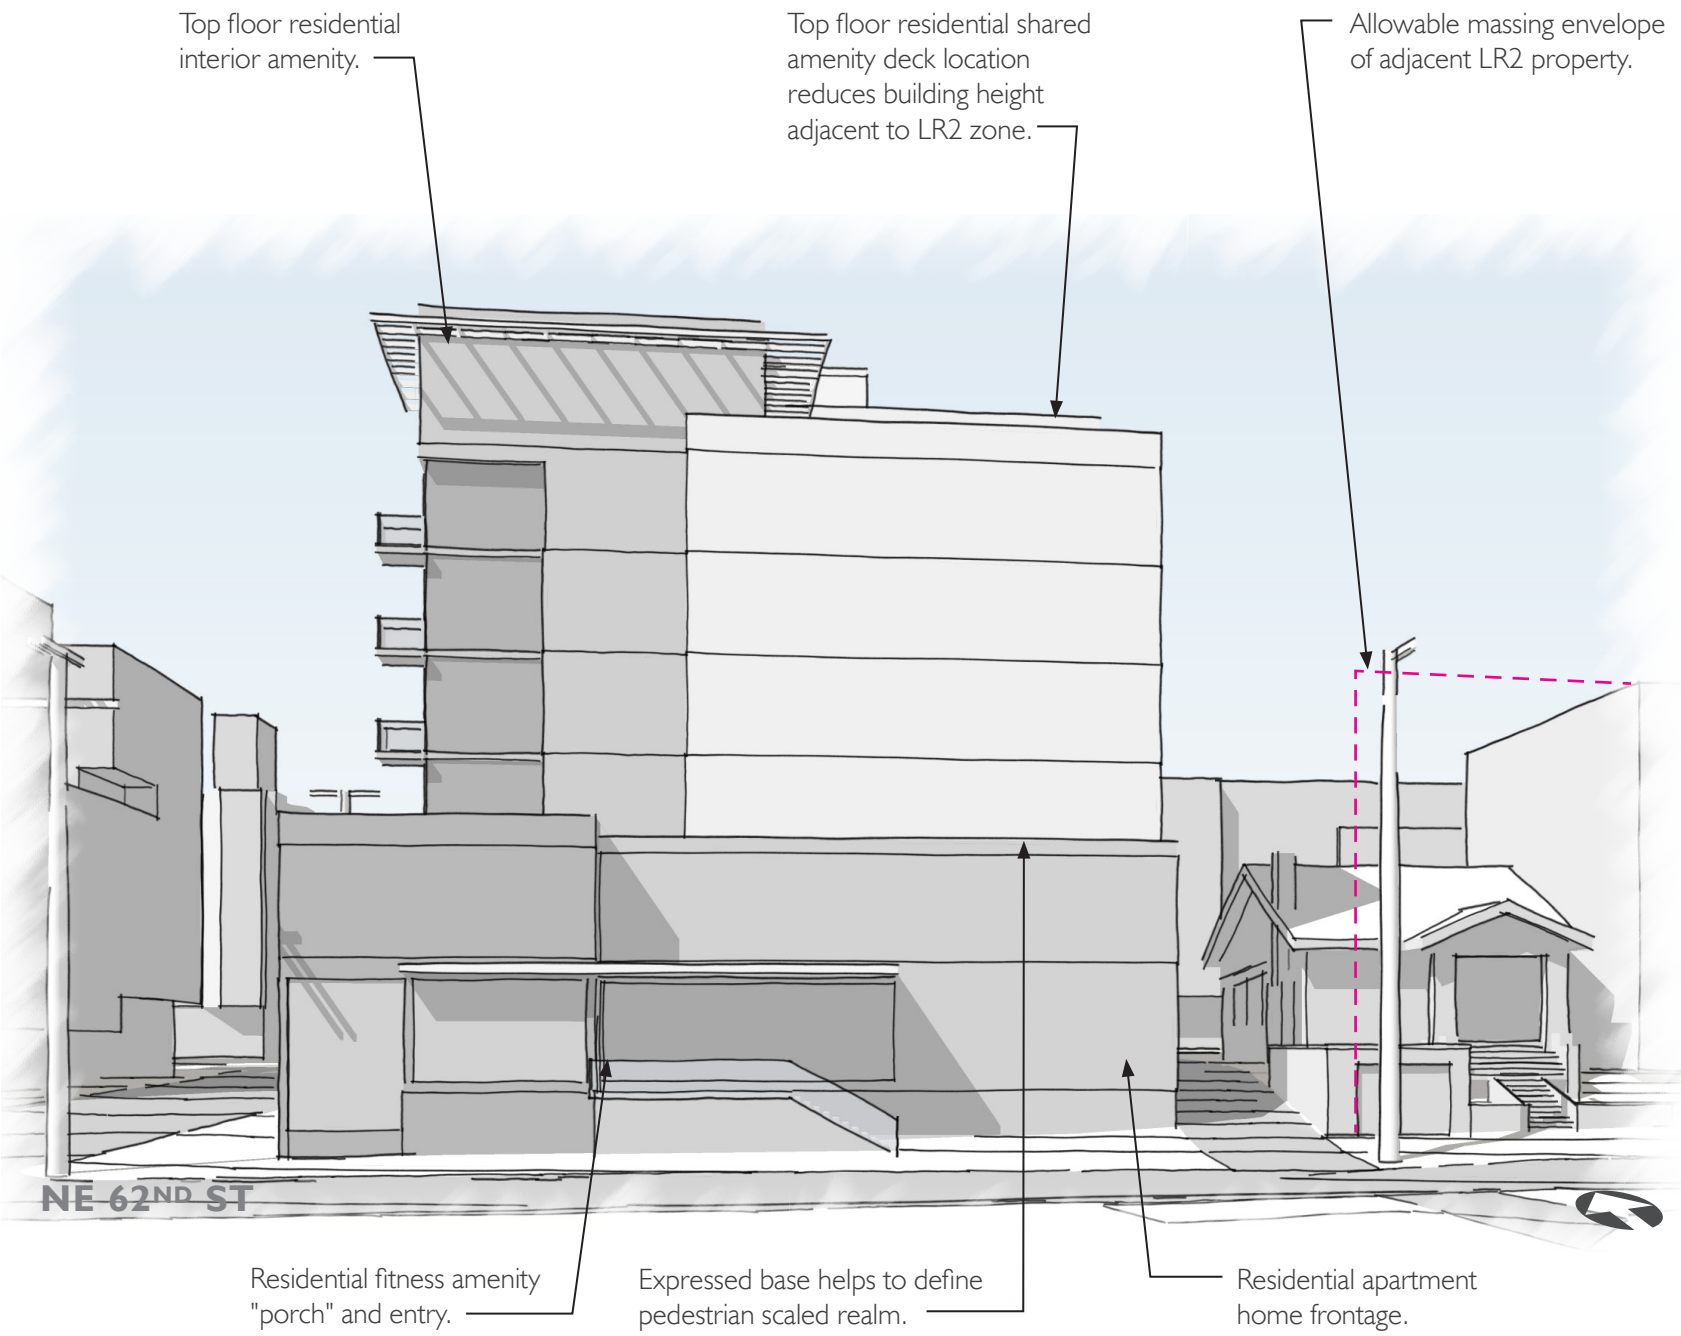 Top floor residential
interior amenity.
Top floor residential shared
amenity deck location
reduces building height
adjacent to LR2 zone.
Allowable massing envelope
of adjacent LR2 property.
NE 62ND ST
Residential fitness amenity
"porch" and entry.
Expressed base helps to define
pedestrian scaled realm.
Residential apartment
home frontage.